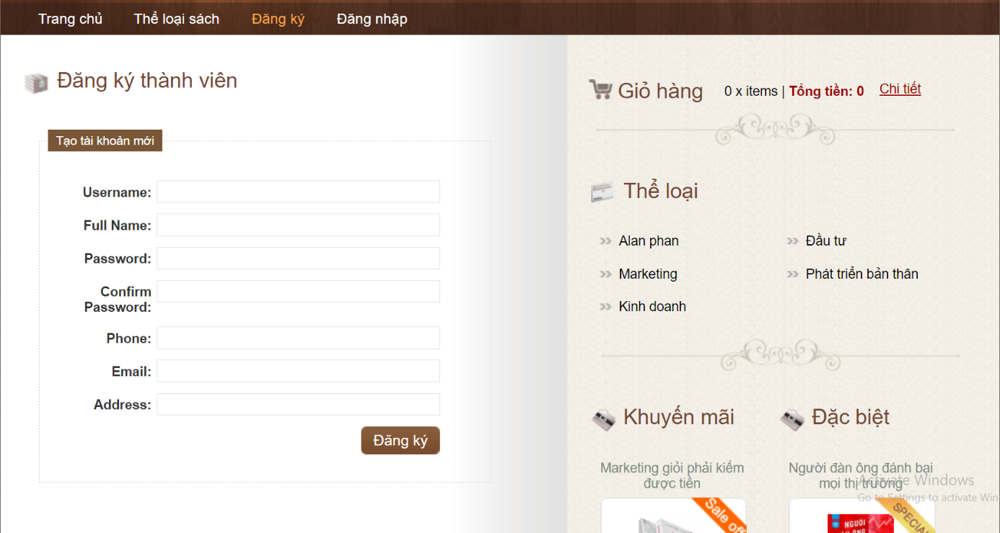 Trang chủ Thể loại sách Đăng ký Đăng nhập
Đăng ký thành viên
Tạo tài khoản mới
Username:
Full Name:
Password:
Confirm
Password:
Phone:
Email:
Address:
Đăng ký
Giỏ hàng 0 x items | Tổng tiền: 0 Chi tiết
Thể loại
Alan phan Đầu tư
Marketing Phát triển bản thân
Kinh doanh
Khuyến mãi Đặc biệt
Marketing giỏi phải kiếm
được tiền
Người đàn ông đánh bại
mọi thị trường
Sale off
SPECIAL
NGƯỜI
Activate Windows
Go to Settings to activate Win